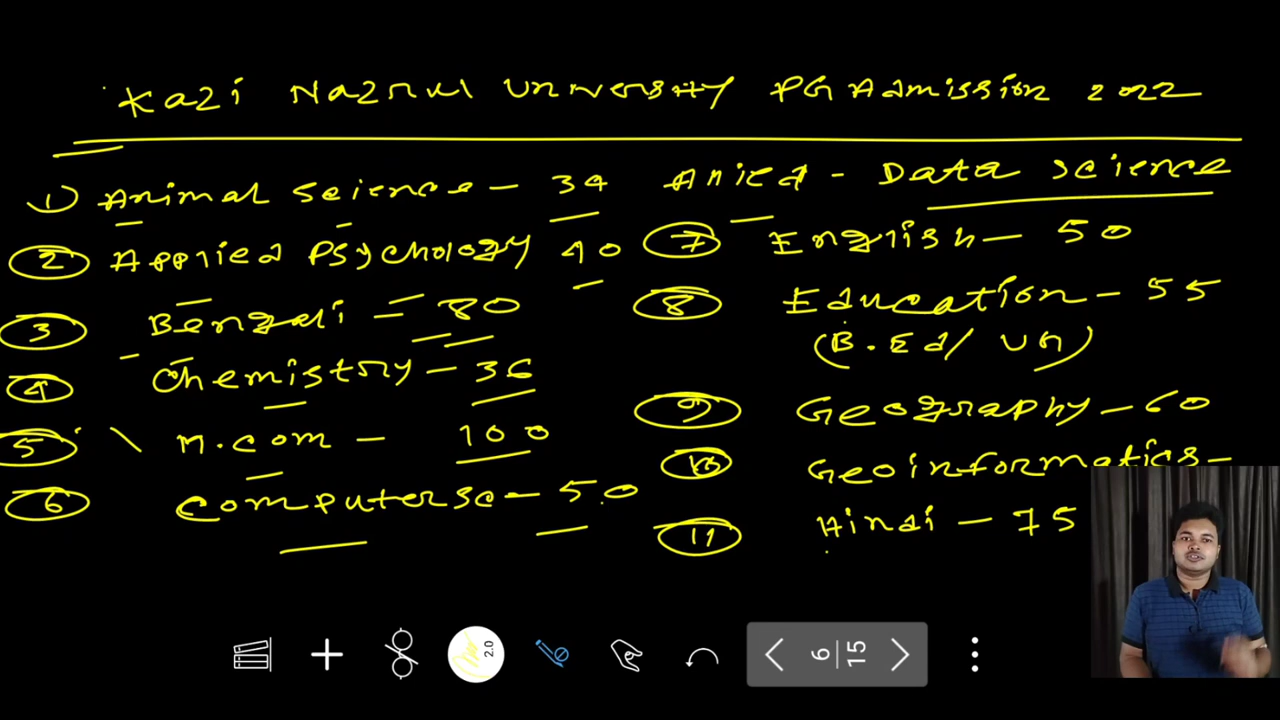 Kazi Nazrul University PG Admission 2022
1) Animal science - 34
2 Applied Psychology 40
3 Bengali = 80
4 Chemistry - 36
5 M.com - 100
6 Computer sc - 50
Allied - Data science
7 English - 50
8 Education - 55
(B.Ed/UG)
9 Geography - 60
10 Geoinformatics -
11 Hindi - 75
2.0
6|15